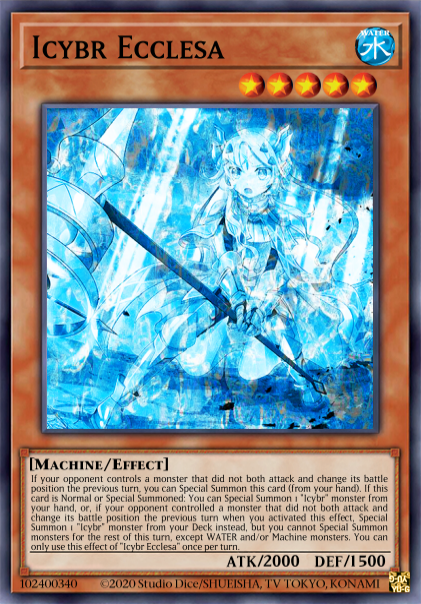 Icybr Ecclesa
WATER
水
[Machine/Effect]
If your opponent controls a monster that did not both attack and change its battle
position the previous turn, you can Special Summon this card (from your hand). If this
card is Normal or Special Summoned: You can Special Summon 1 "Icybr" monster from
your hand, or, if your opponent controlled a monster that did not both attack and
change its battle position the previous turn when you activated this effect, Special
Summon 1 "Icybr" monster from your Deck instead, but you cannot Special Summon
monsters for the rest of this turn, except WATER and/or Machine monsters. You can
only use this effect of "Icybr Ecclesa" once per turn.
ATK/2000 DEF/1500
102400340 ©2020 Studio Dice/SHUEISHA, TV TOKYO, KONAMI